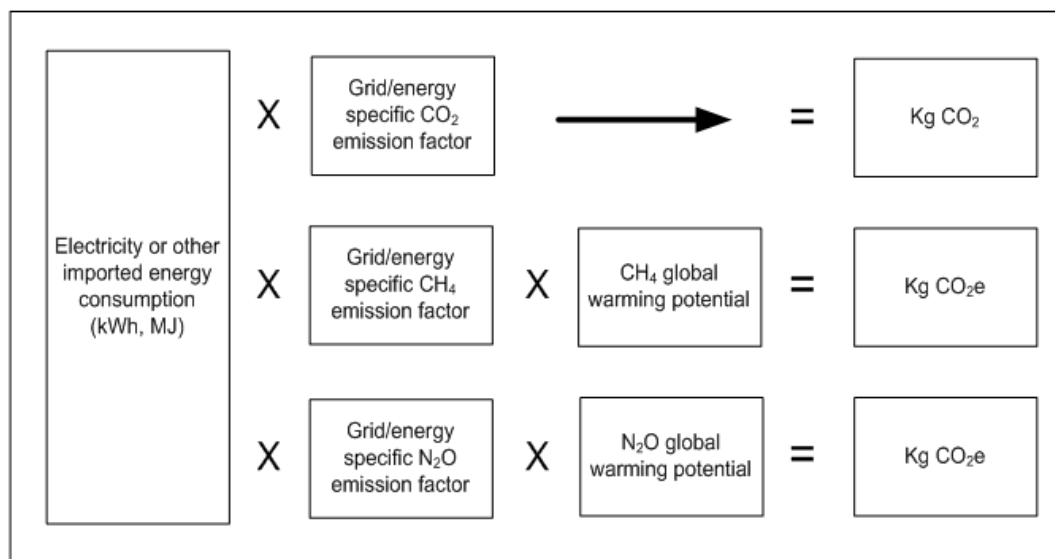 Electricity or other
imported energy
consumption
(kWh, MJ)
X
Grid/energy
specific CO₂
emission factor
=
Kg CO₂
X
Grid/energy
specific CH₄
emission factor
X
CH₄ global
warming potential
=
Kg CO₂e
X
Grid/energy
specific N₂O
emission factor
X
N₂O global
warming potential
=
Kg CO₂e